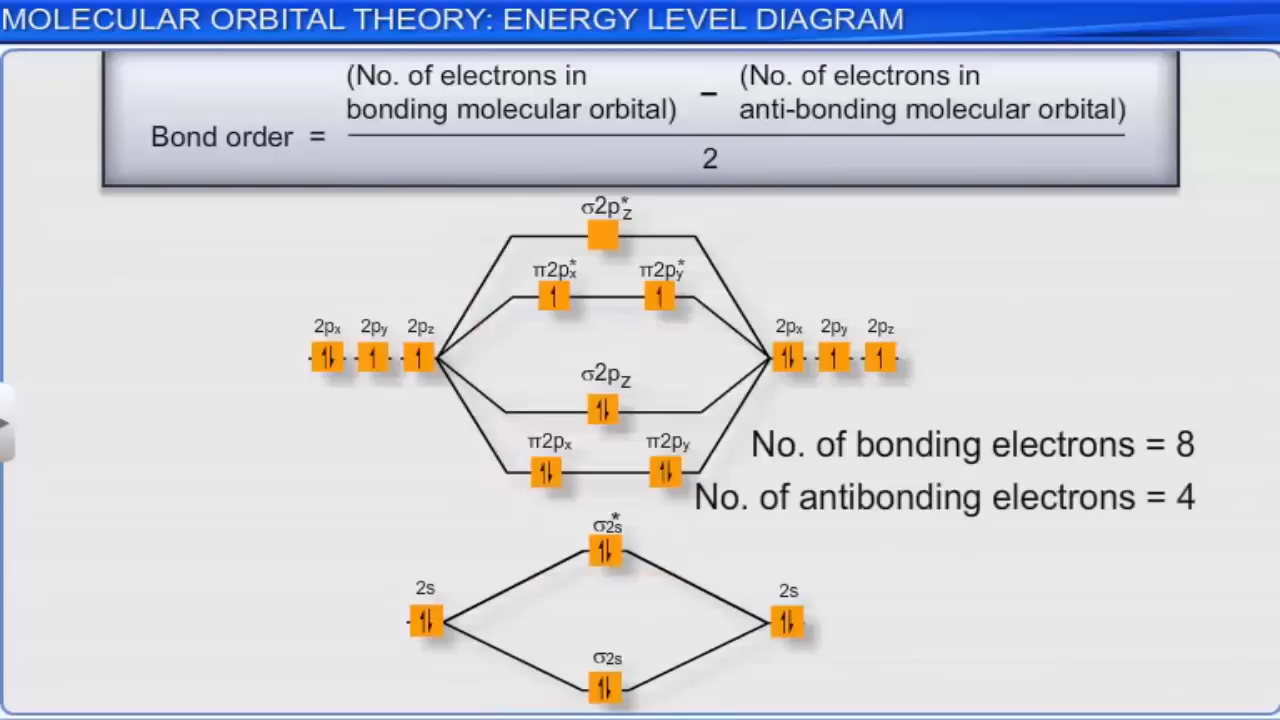 MOLECULAR ORBITAL THEORY: ENERGY LEVEL DIAGRAM
(No. of electrons in bonding molecular orbital) − (No. of electrons in anti-bonding molecular orbital)
Bond order =
2
σ2p*z
π2p*x π2p*y
2px 2py 2pz 2px 2py 2pz
σ2pz
π2px π2py
No. of bonding electrons = 8
No. of antibonding electrons = 4
σ2s*
2s 2s
σ2s